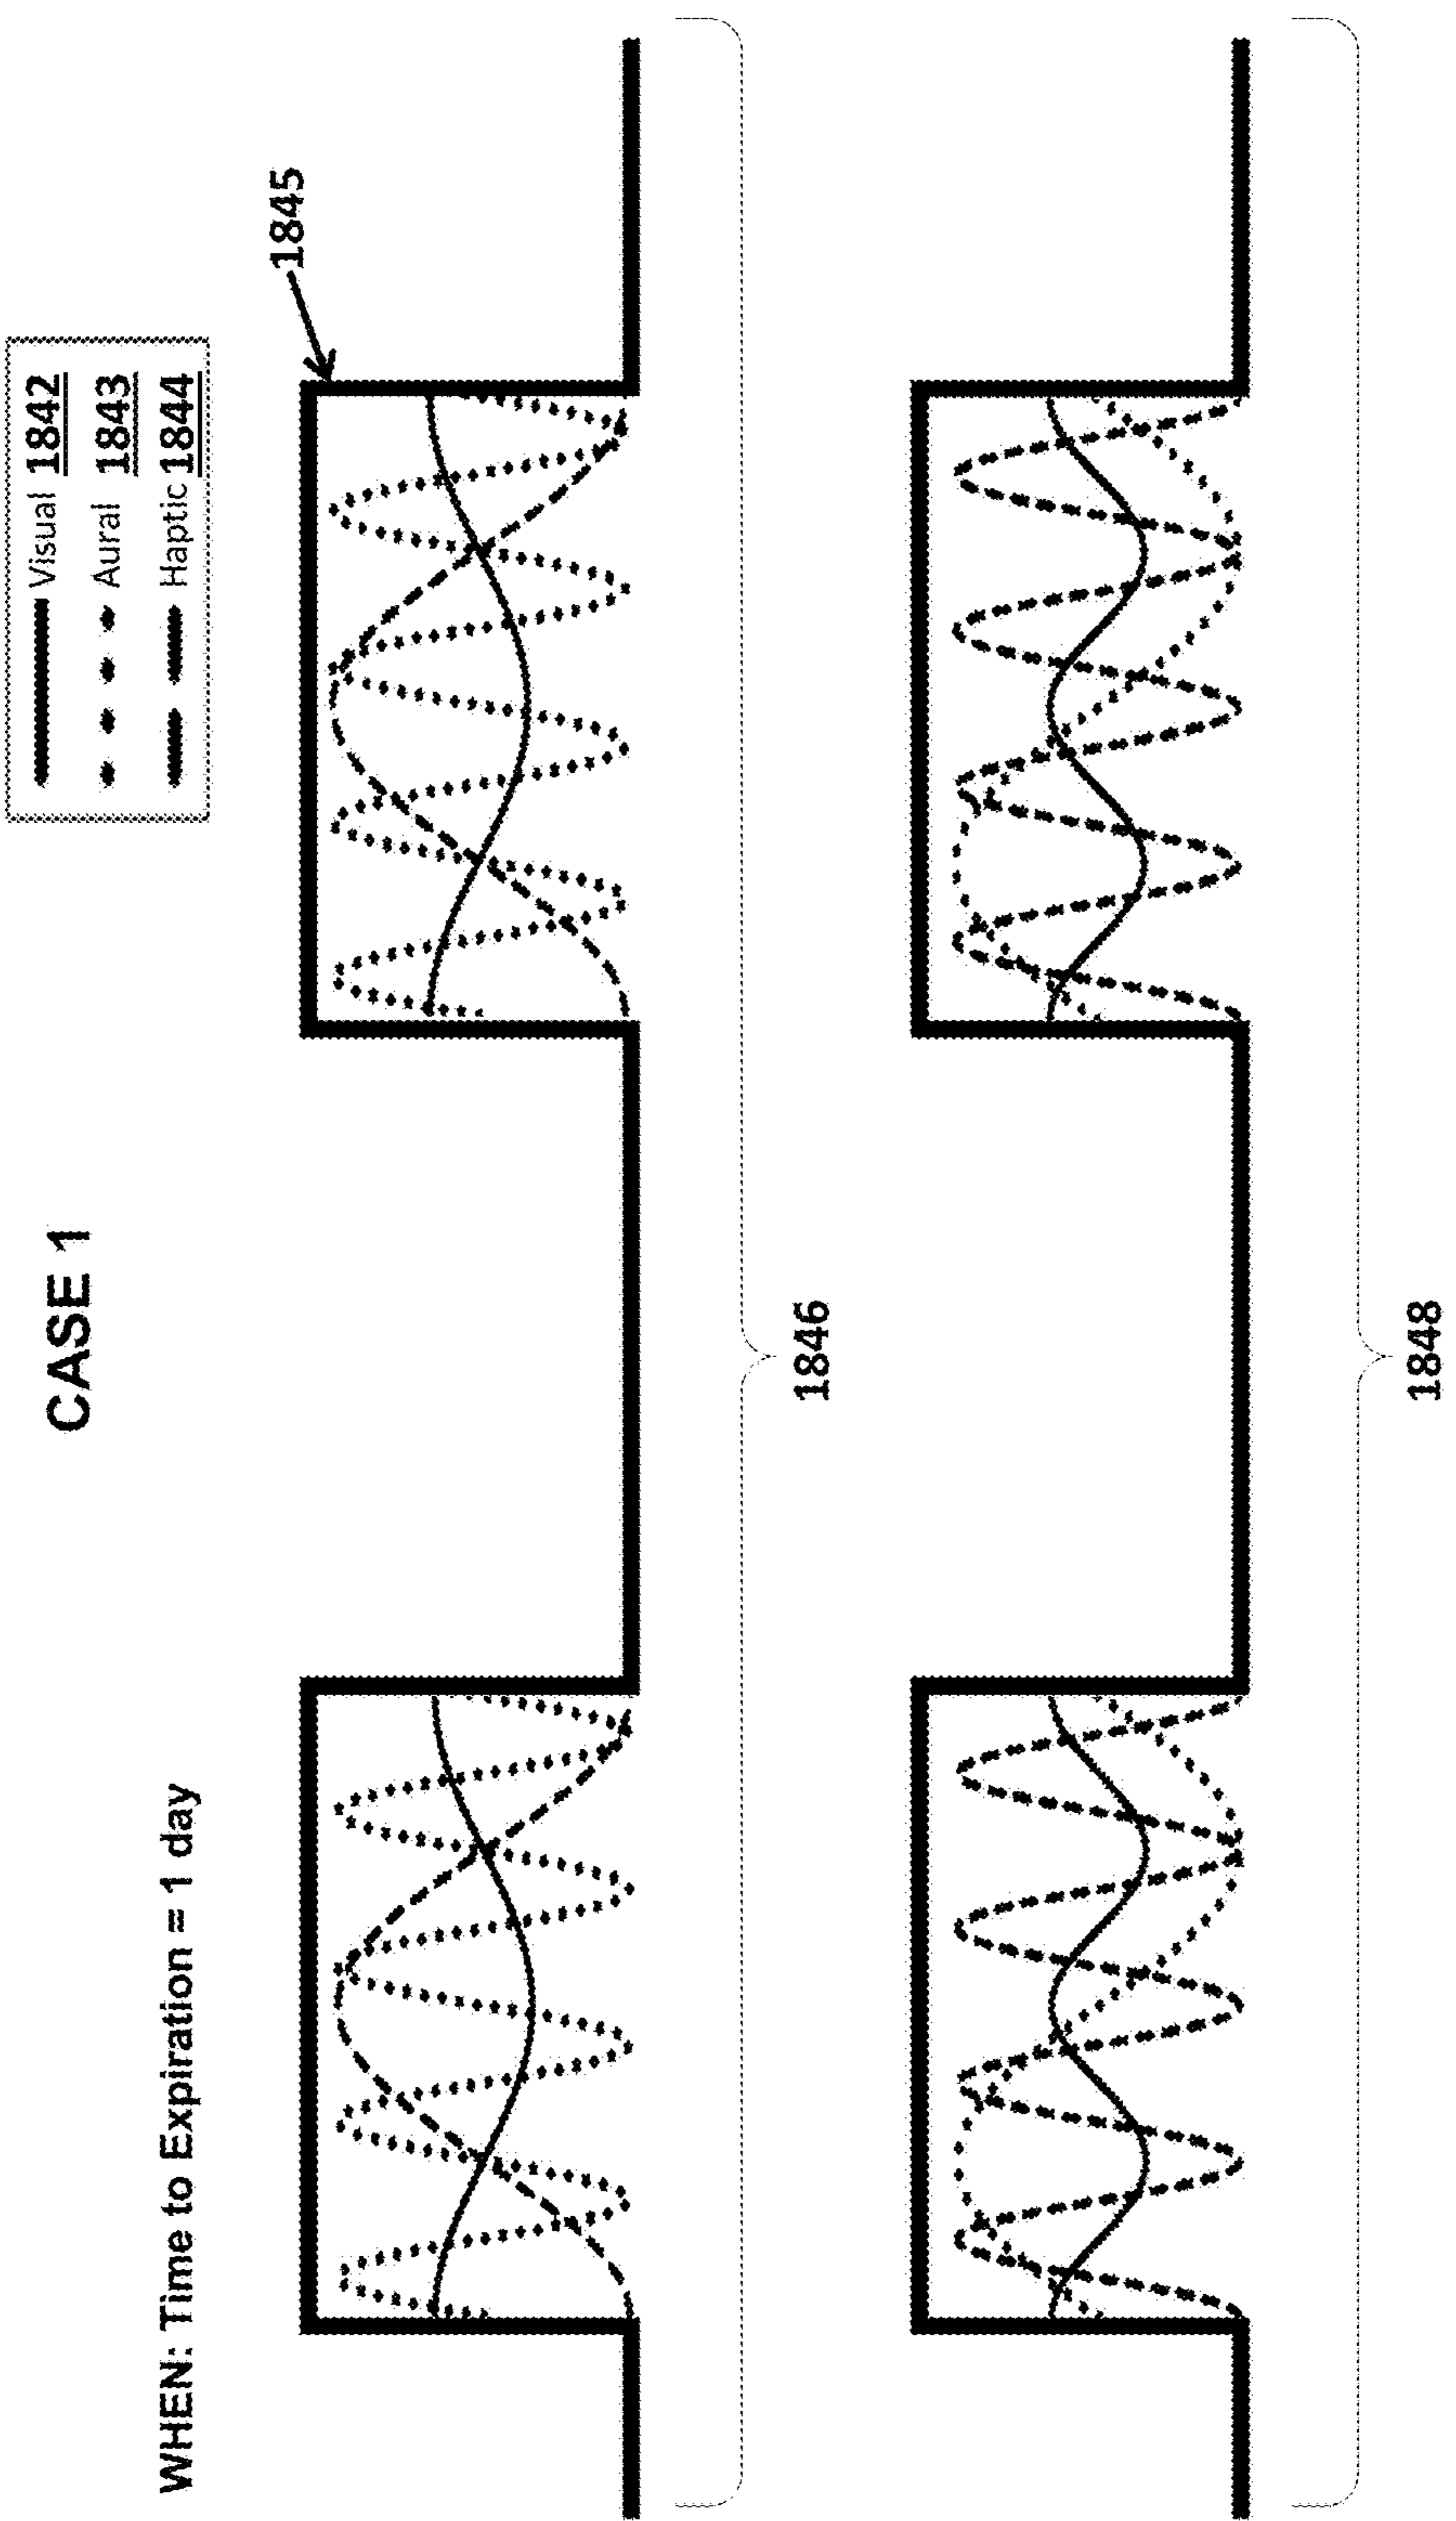 CASE 1
WHEN: Time to Expiration = 1 day
Visual 1842
Aural 1843
Haptic 1844
1845
1846
1848